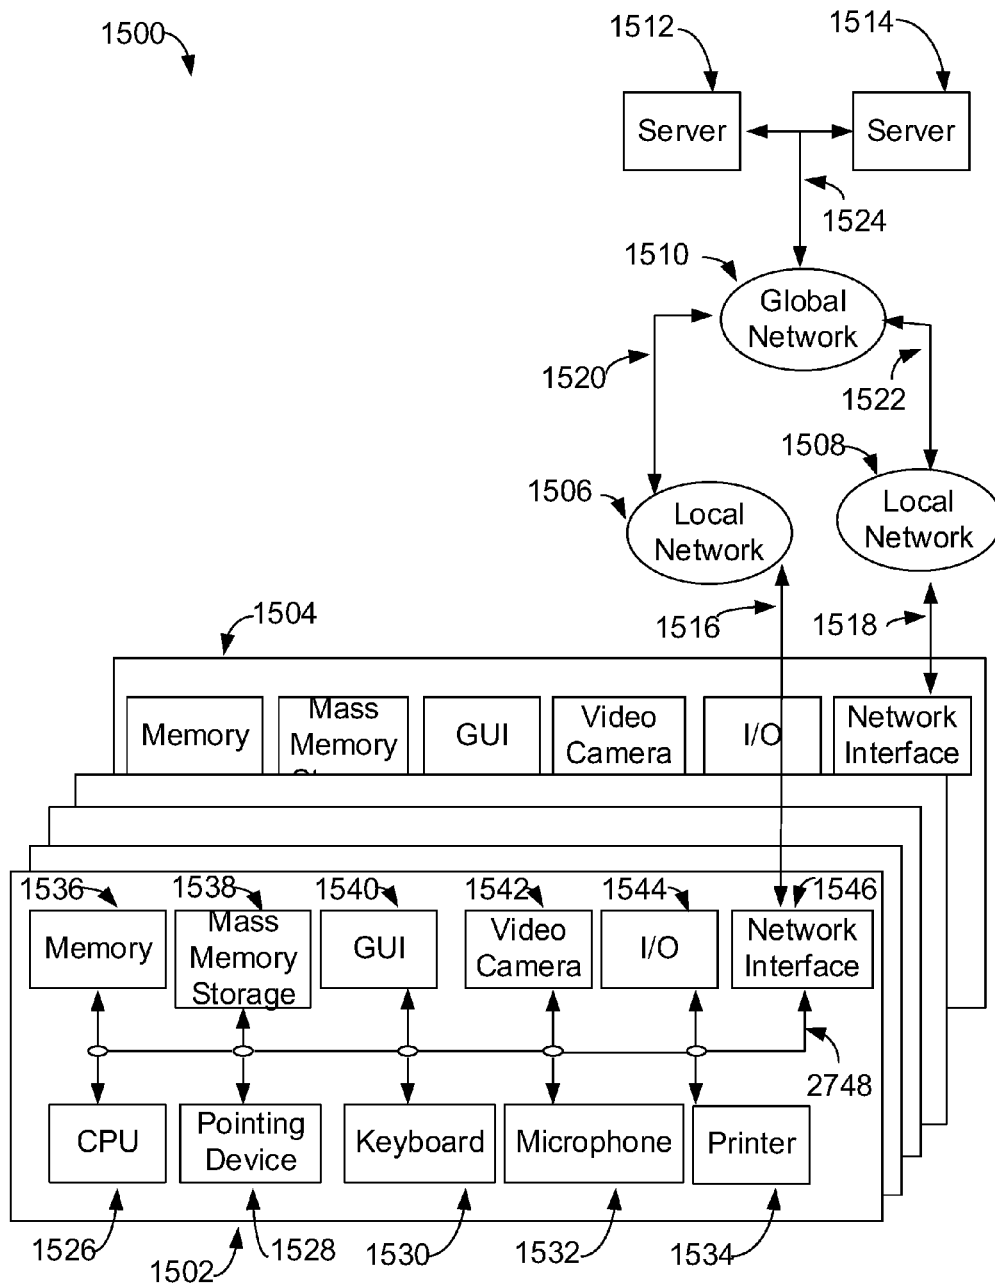 1500
1512
1514
Server
Server
1524
1510
Global
Network
1520
1522
1508
1506
Local
Network
Local
Network
1504
1516
1518
Memory
Mass
Memory
GUI
Video
Camera
I/O
Network
Interface
1536
1538
1540
1542
1544
1546
Memory
Mass
Memory
Storage
GUI
Video
Camera
I/O
Network
Interface
2748
CPU
Pointing
Device
Keyboard
Microphone
Printer
1526
1502
1528
1530
1532
1534